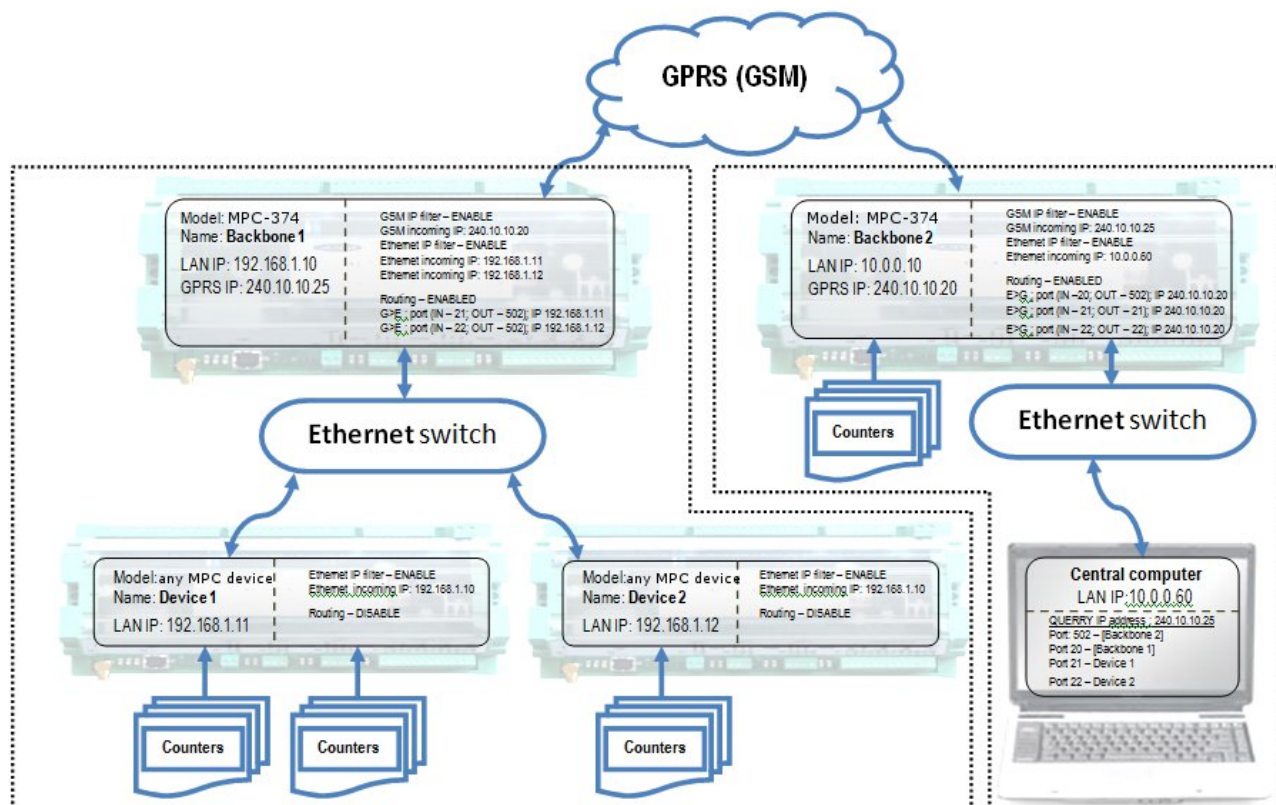 GPRS (GSM)
Model: MPC-374
Name: Backbone1
LAN IP: 192.168.1.10
GPRS IP: 240.10.10.25
GSM IP filter – ENABLE
GSM incoming IP: 240.10.10.20
Ethernet IP filter – ENABLE
Ethernet incoming IP: 192.168.1.11
Ethernet incoming IP: 192.168.1.12
Routing – ENABLED
G>E : port (IN – 21; OUT – 502); IP 192.168.1.11
G>E : port (IN – 22; OUT – 502); IP 192.168.1.12
Model: MPC-374
Name: Backbone2
LAN IP: 10.0.0.10
GPRS IP: 240.10.10.20
GSM IP filter – ENABLE
GSM incoming IP: 240.10.10.25
Ethernet IP filter – ENABLE
Ethernet incoming IP: 10.0.0.60
Routing – ENABLED
E>G : port (IN –20; OUT – 502); IP 240.10.10.20
E>G : port (IN – 21; OUT – 21); IP 240.10.10.20
E>G : port (IN – 22; OUT – 22); IP 240.10.10.20
Ethernet switch
Counters
Ethernet switch
Model:any MPC device
Name: Device1
LAN IP: 192.168.1.11
Ethernet IP filter – ENABLE
Ethernet incoming IP: 192.168.1.10
Routing – DISABLE
Model:any MPC device
Name: Device2
LAN IP: 192.168.1.12
Ethernet IP filter – ENABLE
Ethernet incoming IP: 192.168.1.10
Routing – DISABLE
Central computer
LAN IP:10.0.0.60
QUERRY IP address : 240.10.10.25
Port: 502 – [Backbone 2]
Port 20 – [Backbone 1]
Port 21 – Device 1
Port 22 – Device 2
Counters
Counters
Counters